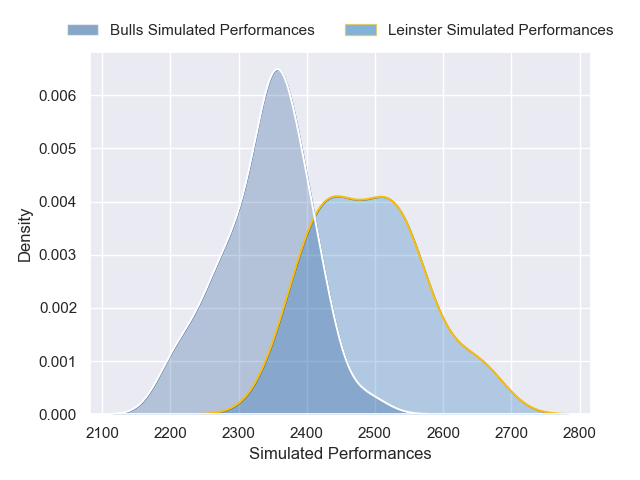 Bulls Simulated Performances Leinster Simulated Performances
0.006
0.005
0.004
0.003
0.002
0.001
0.000
Density
2100 2200 2300 2400 2500 2600 2700 2800
Simulated Performances